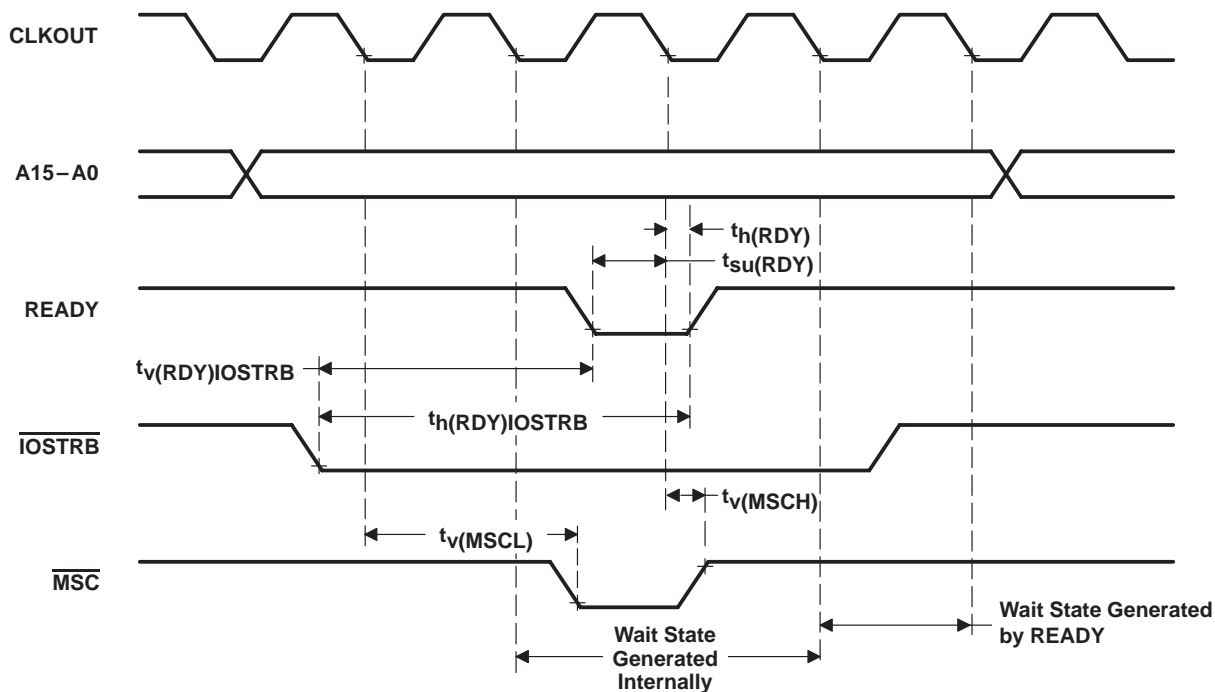 CLKOUT
A15–A0
th(RDY)
tsu(RDY)
READY
tv(RDY)IOSTRB
th(RDY)IOSTRB
IOSTRB
tv(MSCH)
tv(MSCL)
MSC
Wait State
Generated
Internally
Wait State Generated
by READY